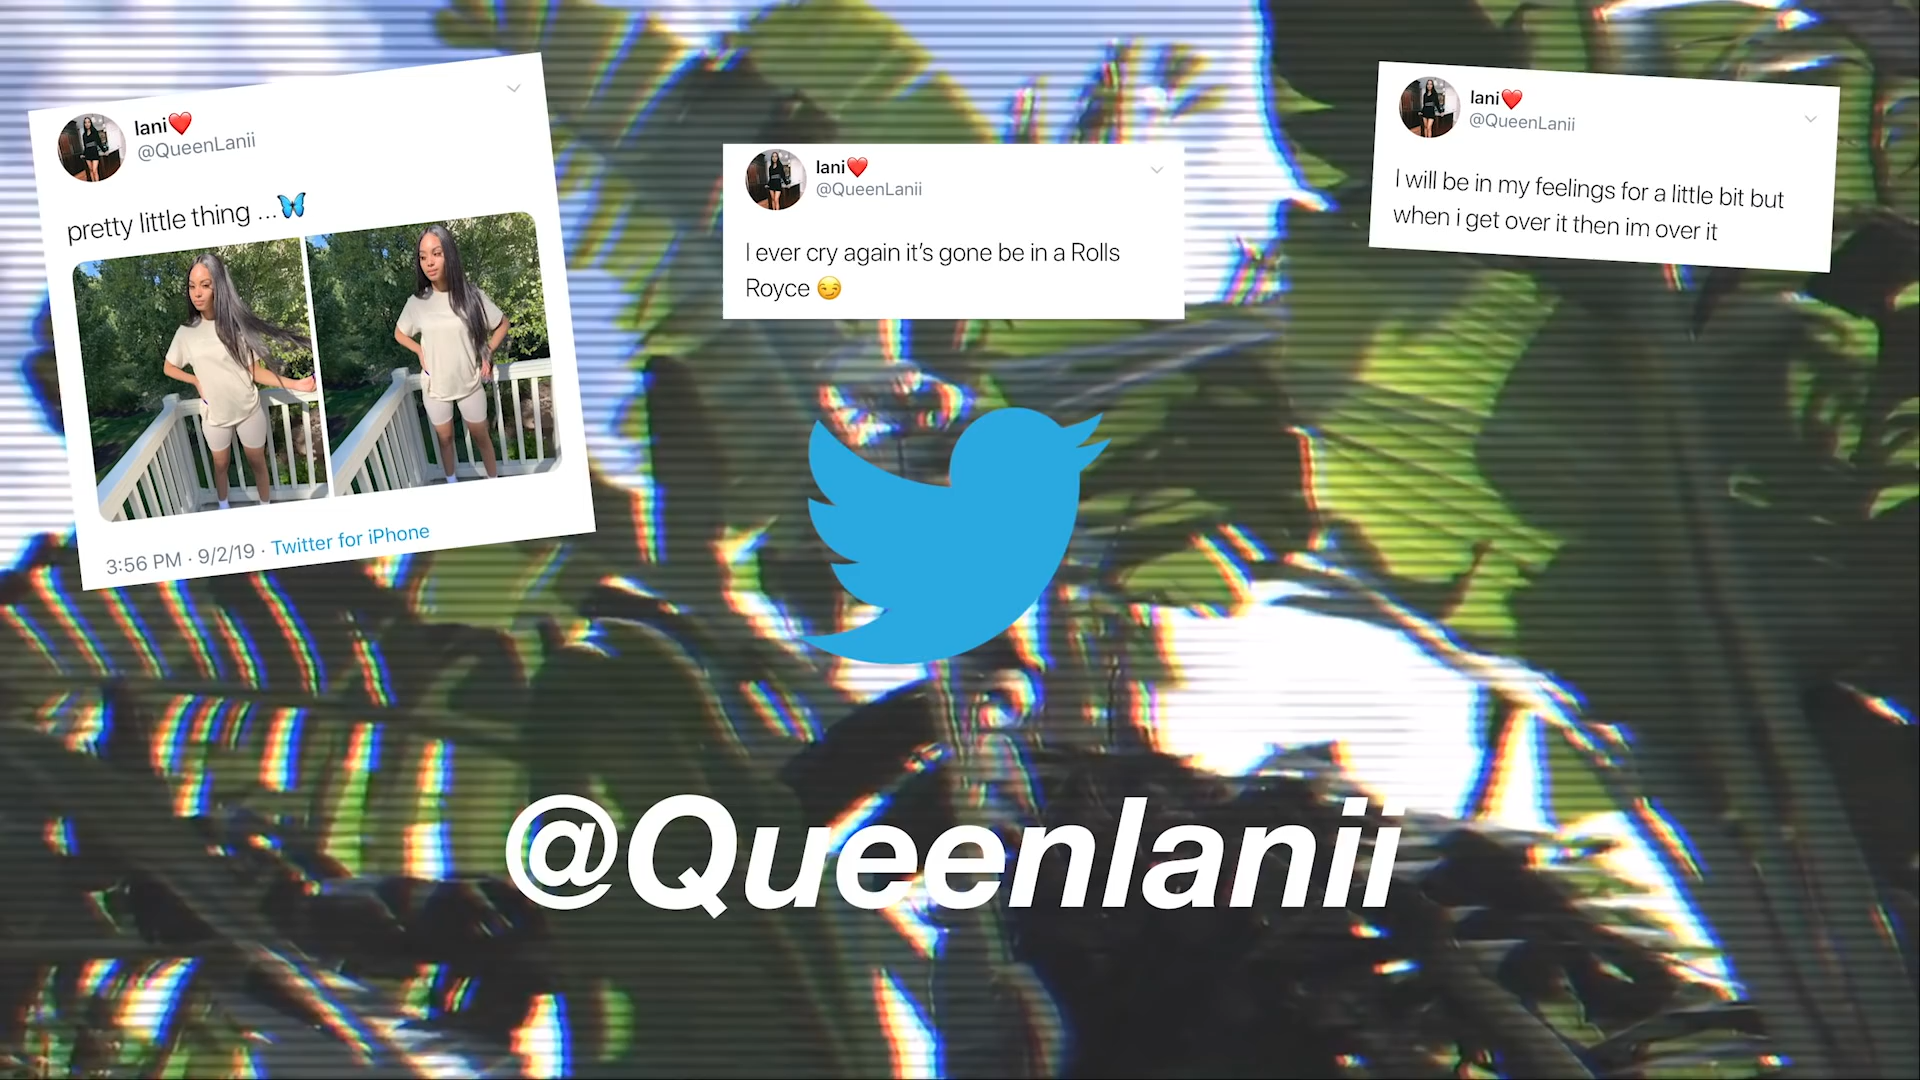 lani❤️
@QueenLanii
pretty little thing ...🦋
3:56 PM · 9/2/19 · Twitter for iPhone
lani❤️
@QueenLanii
I ever cry again it's gone be in a Rolls
Royce 😏
lani❤️
@QueenLanii
I will be in my feelings for a little bit but
when i get over it then im over it
@Queenlanii